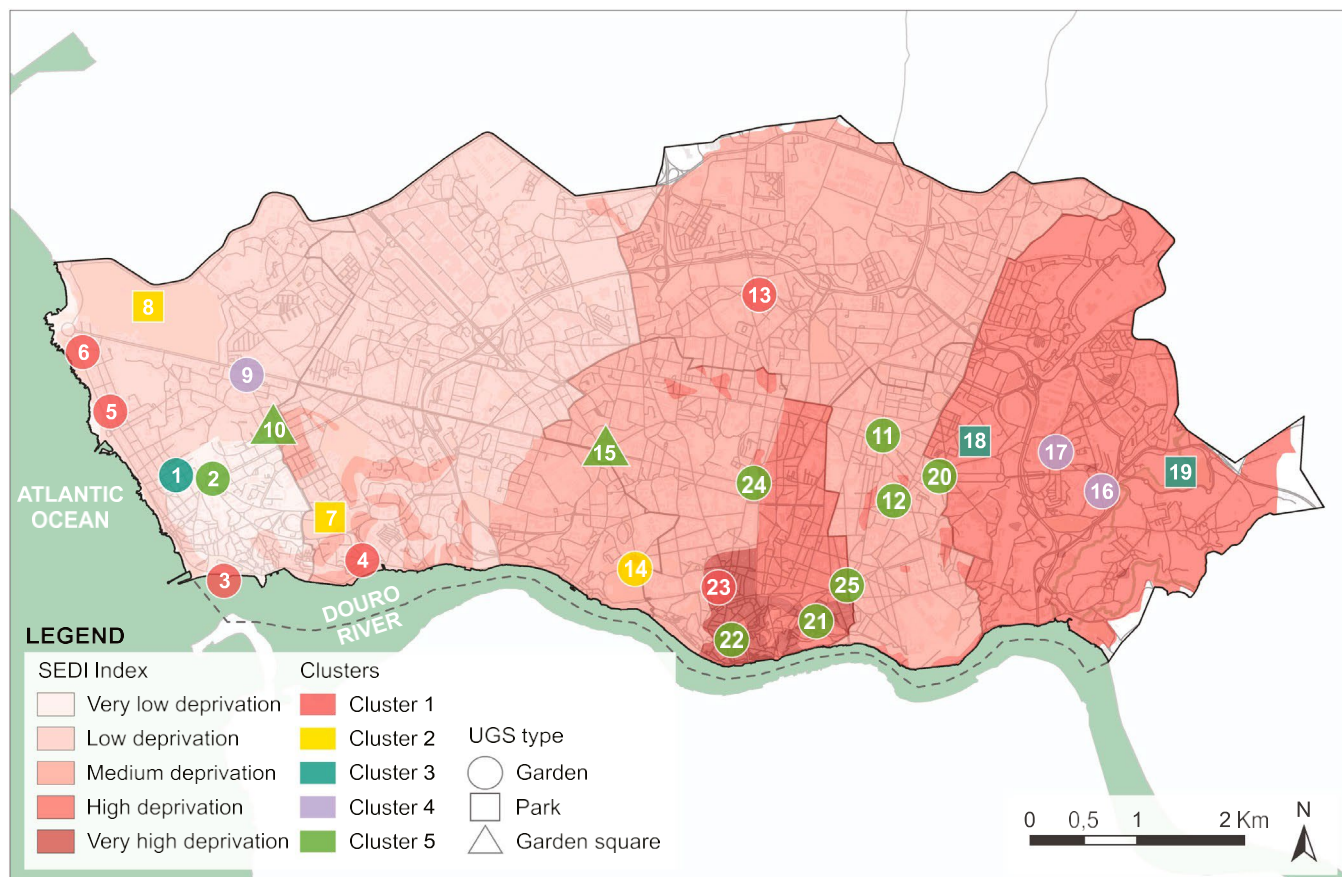 8
13
6
9
5
10
11
15
18
17
1
2
24
20
19
16
12
ATLANTIC
OCEAN
7
4
14
3
23
25
DOURO
RIVER
21
22
LEGEND
SEDI Index
Very low deprivation
Low deprivation
Medium deprivation
High deprivation
Very high deprivation
Clusters
Cluster 1
Cluster 2
Cluster 3
Cluster 4
Cluster 5
UGS type
Garden
Park
Garden square
0 0,5 1 2 Km
N